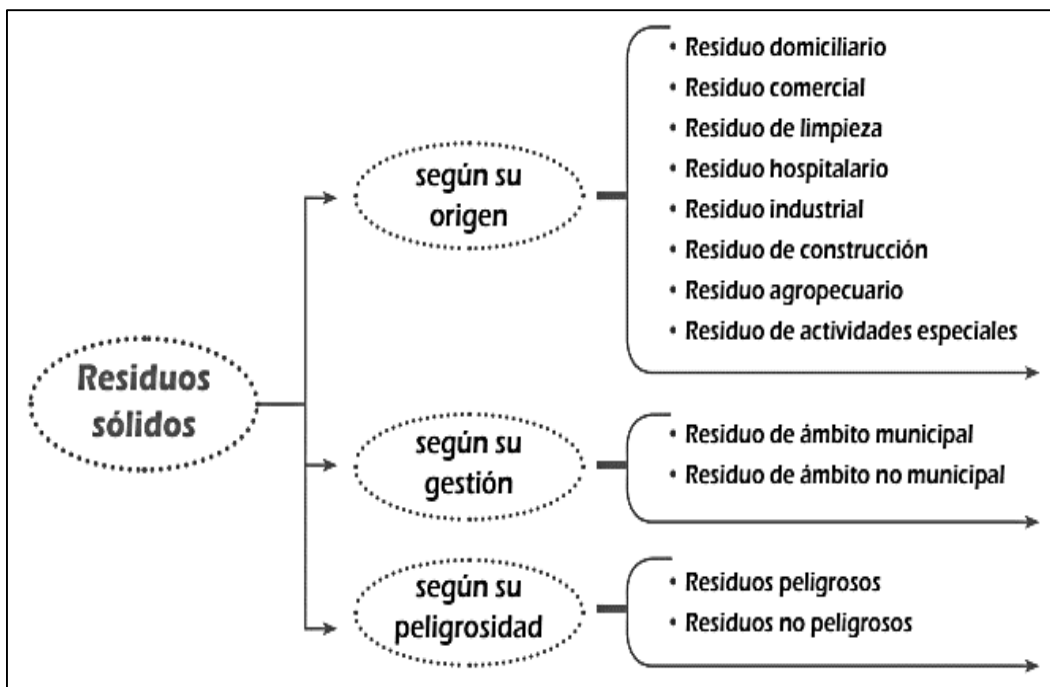 Residuos
sólidos
según su
origen
• Residuo domiciliario
• Residuo comercial
• Residuo de limpieza
• Residuo hospitalario
• Residuo industrial
• Residuo de construcción
• Residuo agropecuario
• Residuo de actividades especiales
según su
gestión
• Residuo de ámbito municipal
• Residuo de ámbito no municipal
según su
peligrosidad
• Residuos peligrosos
• Residuos no peligrosos